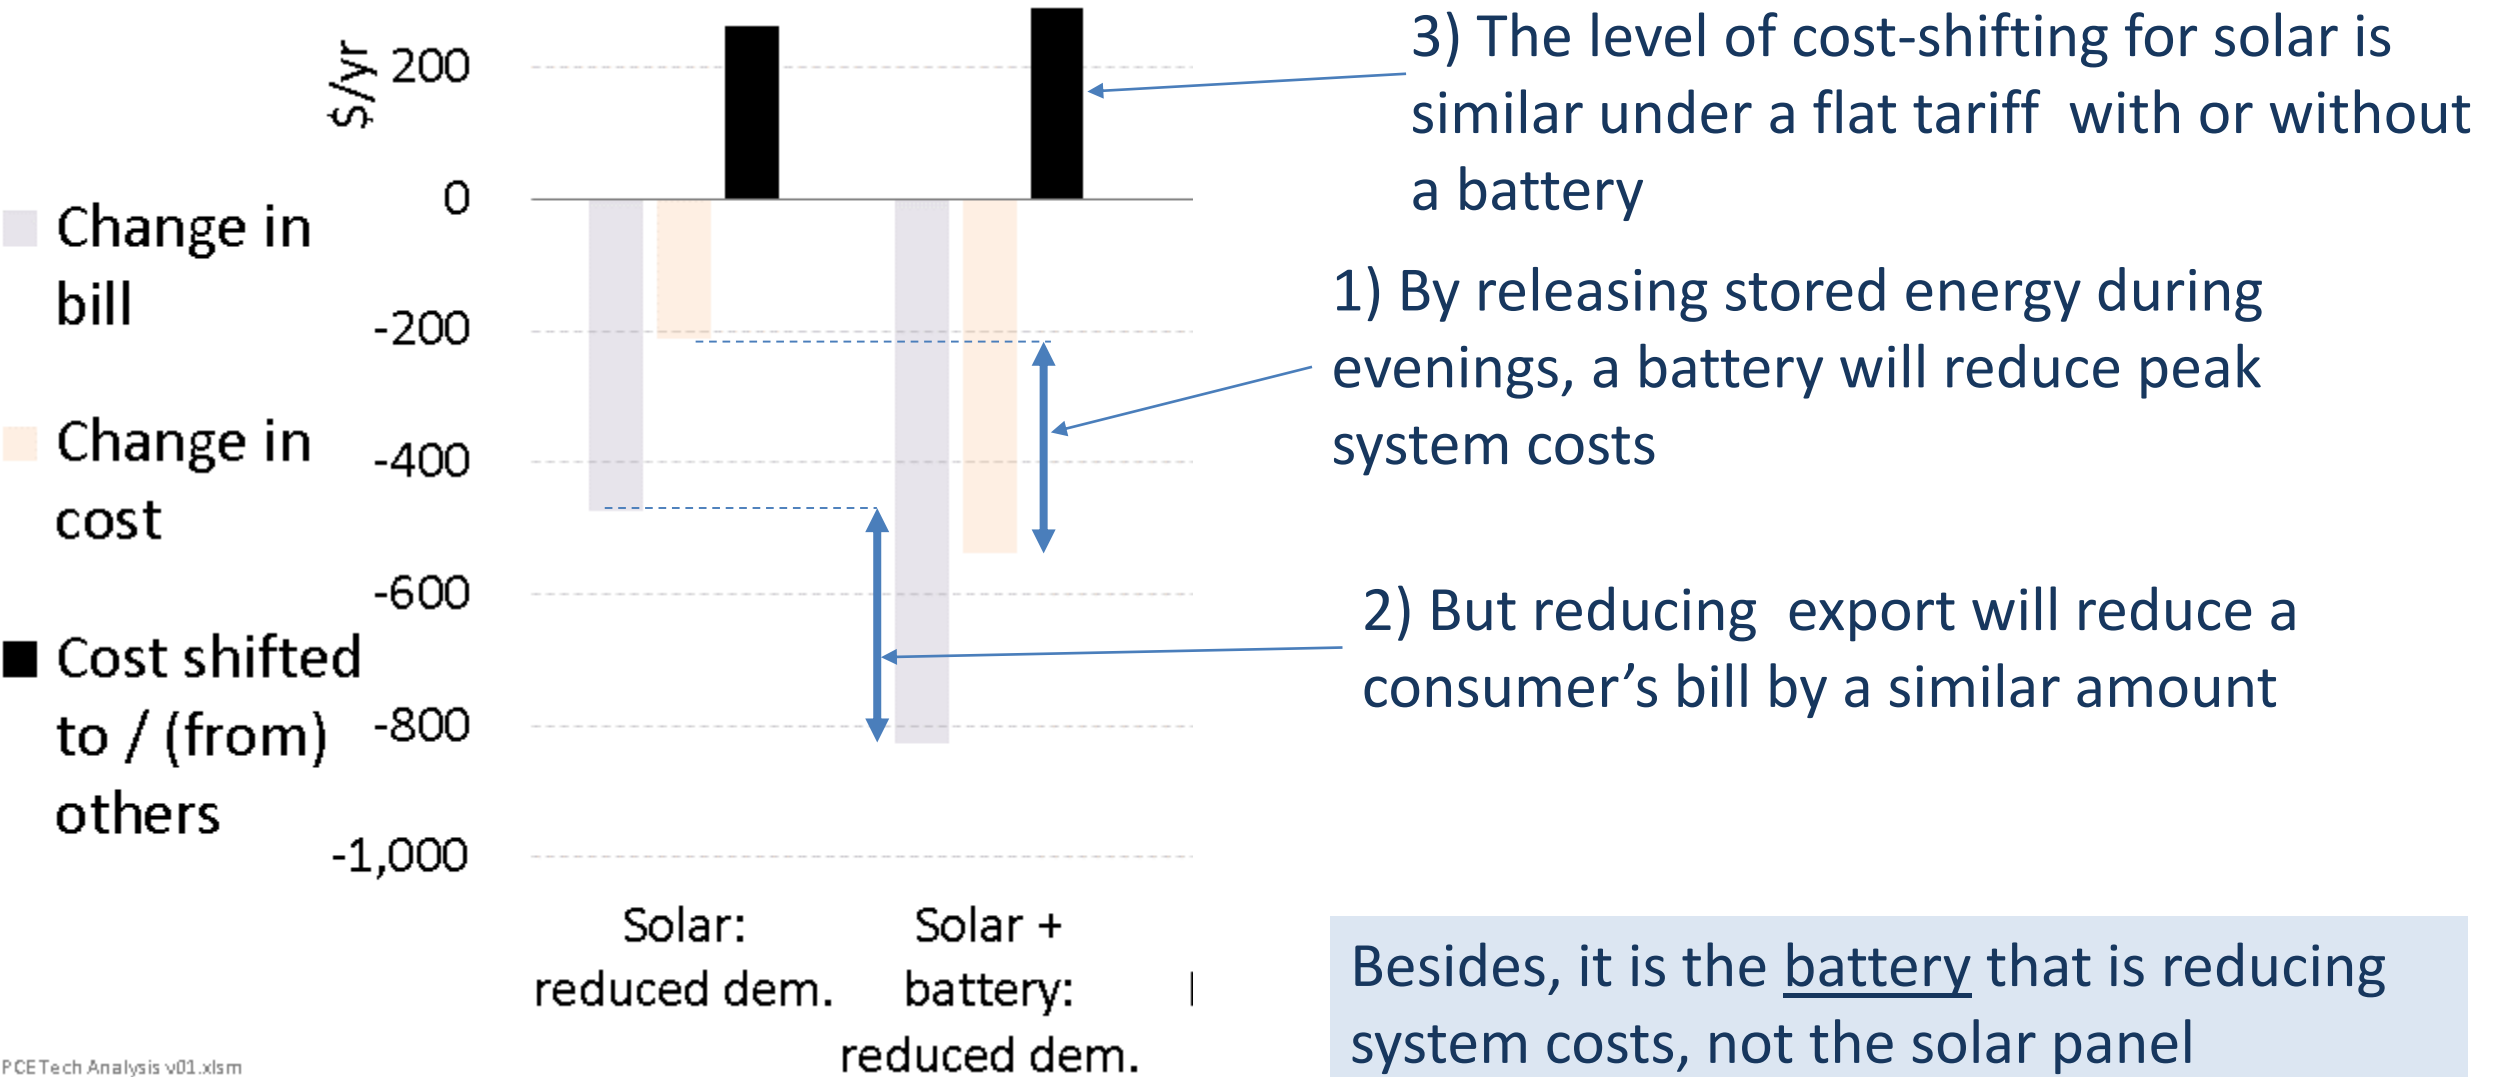 $/yr
200
0
-200
-400
-600
-800
-1,000
Change in
bill
Change in
cost
Cost shifted
to / (from)
others
Solar:
reduced dem.
Solar +
battery:
reduced dem.
3) The level of cost-shifting for solar is
similar under a flat tariff  with or without
a battery
1) By releasing stored energy during
evenings, a battery will reduce peak
system costs
2) But reducing  export will reduce a
consumer’s bill by a similar amount
Besides, it is the battery that is reducing
system costs, not the solar panel
PCETech Analysis v01.xlsm